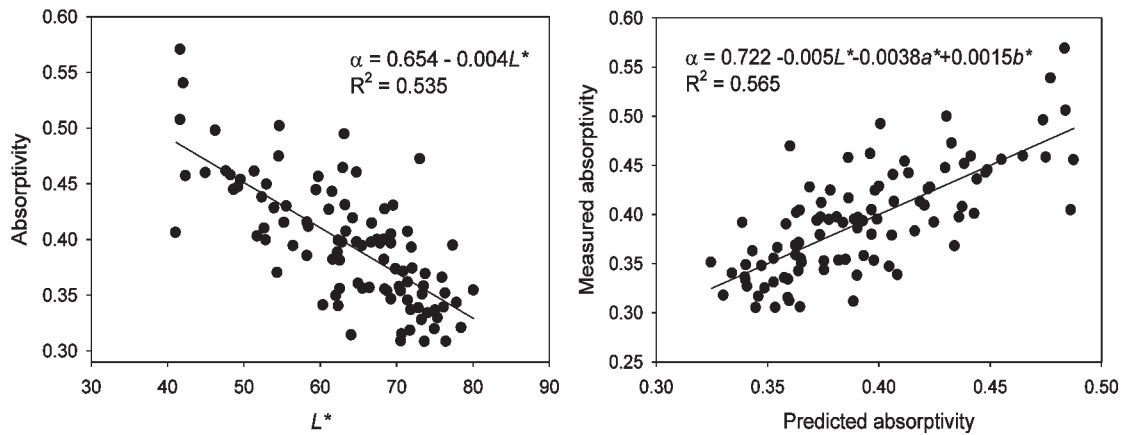 0.60
0.55
0.50
0.45
0.40
0.35
0.30
Absorptivity
α = 0.654 - 0.004L*
R² = 0.535
30 40 50 60 70 80 90
L*
0.60
0.55
0.50
0.45
0.40
0.35
0.30
0.25
Measured absorptivity
α = 0.722 -0.005L*-0.0038a*+0.0015b*
R² = 0.565
0.30 0.35 0.40 0.45 0.50
Predicted absorptivity